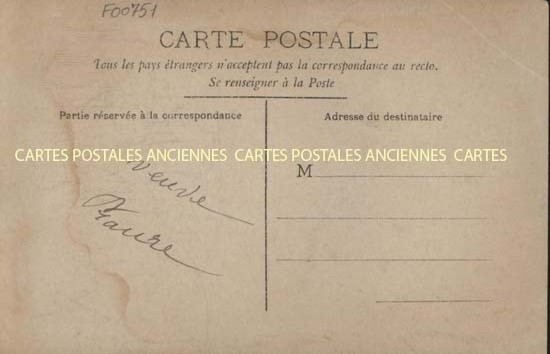 F00751
CARTE POSTALE
Tous les pays étrangers n'acceptent pas la correspondance au recto.
Se renseigner à la Poste
Partie réservée à la correspondance
Adresse du destinataire
CARTES POSTALES ANCIENNES CARTES POSTALES ANCIENNES CARTES
M
Veuve
Faure